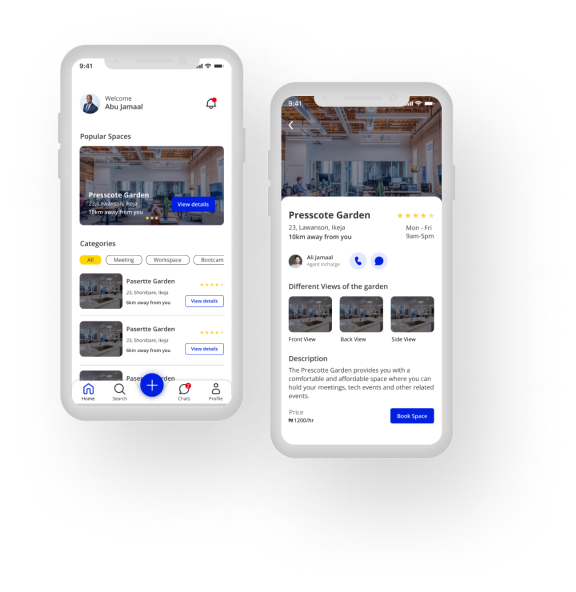 9:41
Welcome
Abu Jamaal
Popular Spaces
Presscote Garden
23, Lawanson, Ikeja
10km away from you
View details
Categories
All
Meeting
Workspace
Bootcam
Pasertte Garden
23, Shonibare, Ikeja
6km away from you
View details
Pasertte Garden
23, Shonibare, Ikeja
6km away from you
View details
Pasertte Garden
Home
Search
Chats
Profile
9:41
Presscote Garden
23, Lawanson, Ikeja
10km away from you
Mon - Fri
9am-5pm
Ali Jamaal
Agent incharge
Different Views of the garden
Front View
Back View
Side View
Description
The Prescotte Garden provides you with a
comfortable and affordable space where you can
hold your meetings, tech events and other related
events.
Price
₦1200/hr
Book Space